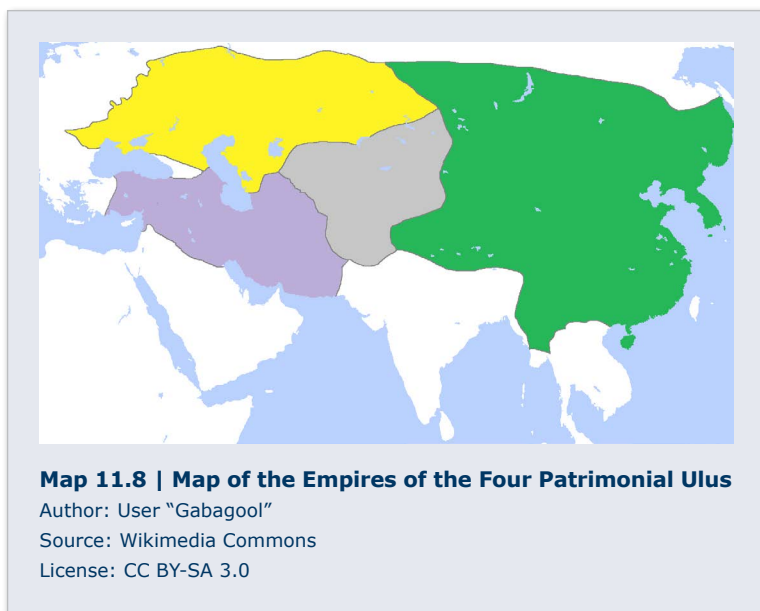 Map 11.8 | Map of the Empires of the Four Patrimonial Ulus
Author: User “Gabagool”
Source: Wikimedia Commons
License: CC BY-SA 3.0